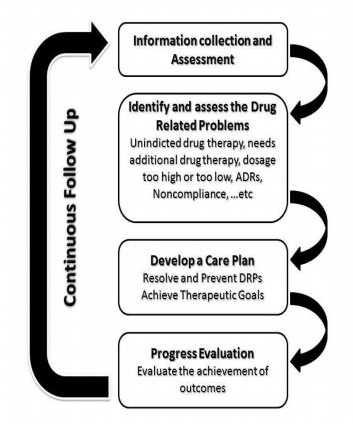 Information collection and
Assessment
Identify and assess the Drug
Related Problems
Unindicted drug therapy, needs
additional drug therapy, dosage
too high or too low, ADRs,
Noncompliance, ...etc
Develop a Care Plan
Resolve and Prevent DRPs
Achieve Therapeutic Goals
Progress Evaluation
Evaluate the achievement of
outcomes
Continuous Follow Up